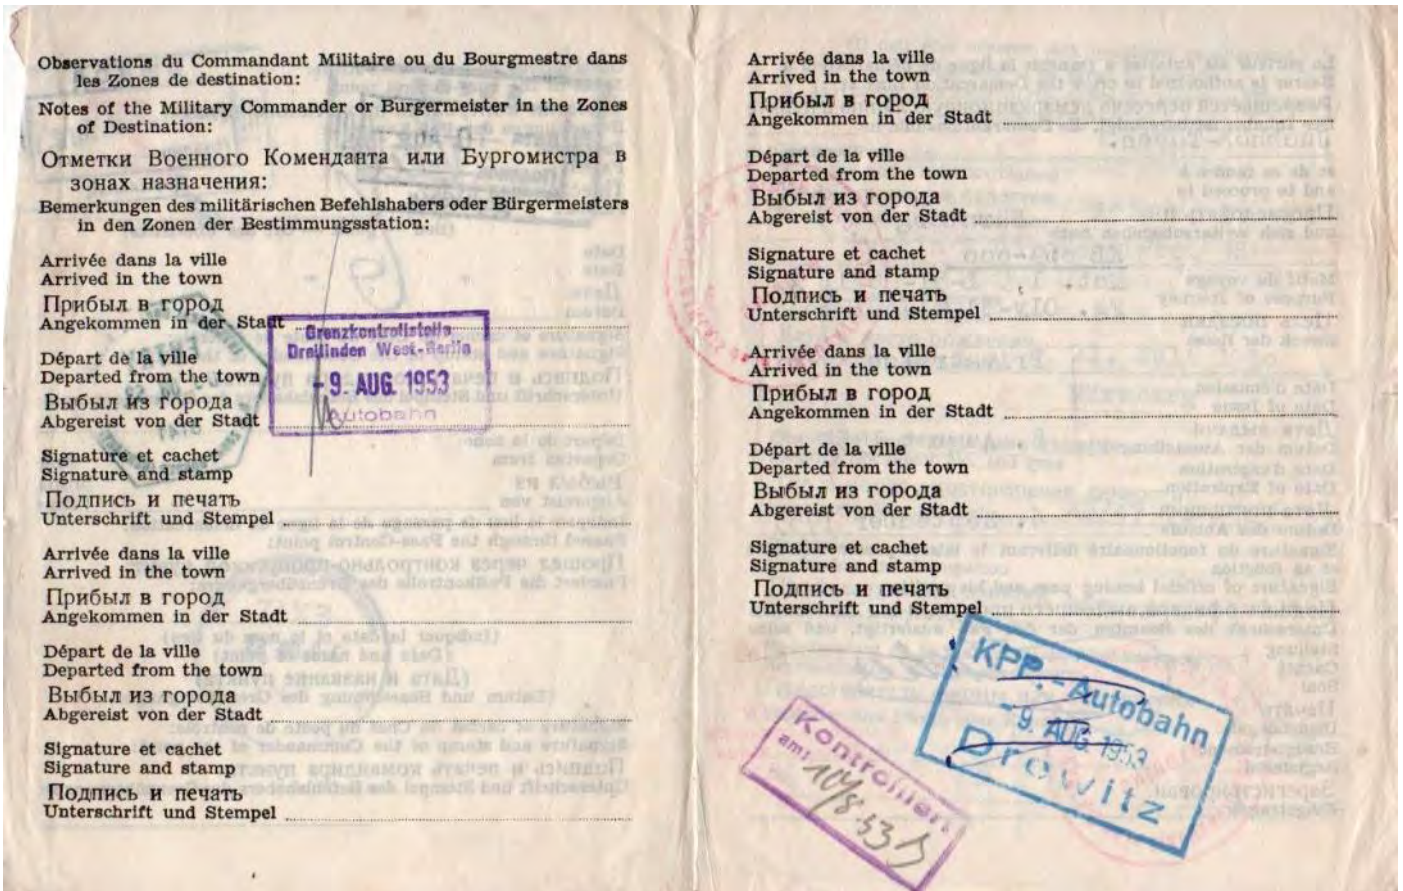 Observations du Commandant Militaire ou du Bourgmestre dans
les Zones de destination:
Notes of the Military Commander or Burgermeister in the Zones
of Destination:
Отметки Военного Коменданта или Бургомистра в
зонах назначения:
Bemerkungen des militärischen Befehlshabers oder Bürgermeisters
in den Zonen der Bestimmungsstation:
Arrivée dans la ville
Arrived in the town
Прибыл в город
Angekommen in der Stadt
Départ de la ville
Departed from the town
Выбыл из города
Abgereist von der Stadt
Signature et cachet
Signature and stamp
Подпись и печать
Unterschrift und Stempel
Grenzkontrollstelle
Dreilinden West-Berlin
- 9. AUG. 1953
Autobahn
Arrivée dans la ville
Arrived in the town
Прибыл в город
Angekommen in der Stadt
Départ de la ville
Departed from the town
Выбыл из города
Abgereist von der Stadt
Signature et cachet
Signature and stamp
Подпись и печать
Unterschrift und Stempel
Arrivée dans la ville
Arrived in the town
Прибыл в город
Angekommen in der Stadt
Départ de la ville
Departed from the town
Выбыл из города
Abgereist von der Stadt
Signature et cachet
Signature and stamp
Подпись и печать
Unterschrift und Stempel
Arrivée dans la ville
Arrived in the town
Прибыл в город
Angekommen in der Stadt
Départ de la ville
Departed from the town
Выбыл из города
Abgereist von der Stadt
Signature et cachet
Signature and stamp
Подпись и печать
Unterschrift und Stempel
KPP.-Autobahn
- 9. AUG. 1953
Drewitz
Kontrolliert
am: 10/8.53